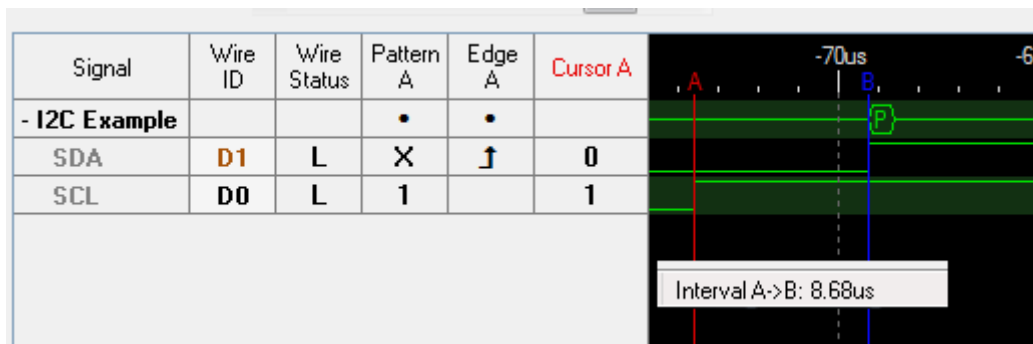 Signal Wire ID Wire Status Pattern A Edge A Cursor A -70us -6
A B
- I2C Example • • P
SDA D1 L X 0
SCL D0 L 1 1
Interval A->B: 8.68us